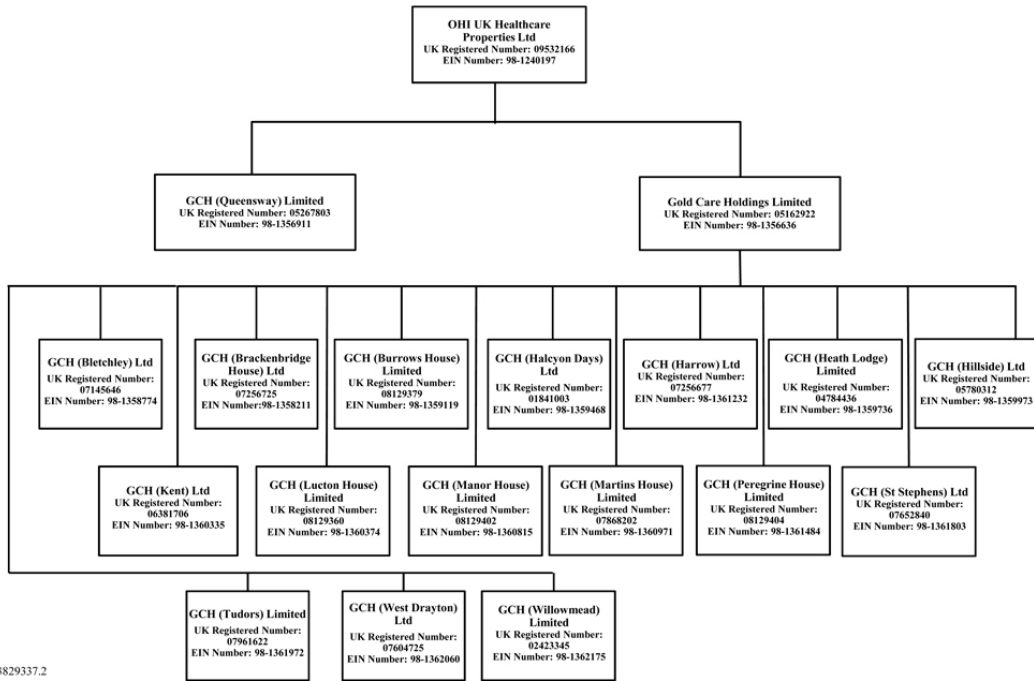 OHI UK Healthcare
Properties Ltd
UK Registered Number: 09532166
EIN Number: 98-1240197
GCH (Queensway) Limited
UK Registered Number: 05267803
EIN Number: 98-1356911
Gold Care Holdings Limited
UK Registered Number: 05162922
EIN Number: 98-1356636
GCH (Bletchley) Ltd
UK Registered Number:
07145646
EIN Number: 98-1358774
GCH (Brackenbridge
House) Ltd
UK Registered Number:
07256725
EIN Number:98-1358211
GCH (Burrows House)
Limited
UK Registered Number:
08129379
EIN Number: 98-1359119
GCH (Halcyon Days)
Ltd
UK Registered Number:
01841003
EIN Number: 98-1359468
GCH (Harrow) Ltd
UK Registered Number:
07256677
EIN Number: 98-1361232
GCH (Heath Lodge)
Limited
UK Registered Number:
04784436
EIN Number: 98-1359736
GCH (Hillside) Ltd
UK Registered Number:
05780312
EIN Number: 98-1359973
GCH (Kent) Ltd
UK Registered Number:
06381706
EIN Number: 98-1360335
GCH (Lucton House)
Limited
UK Registered Number:
08129360
EIN Number: 98-1360374
GCH (Manor House)
Limited
UK Registered Number:
08129402
EIN Number: 98-1360815
GCH (Martins House)
Limited
UK Registered Number:
07868202
EIN Number: 98-1360971
GCH (Peregrine House)
Limited
UK Registered Number:
08129404
EIN Number: 98-1361484
GCH (St Stephens) Ltd
UK Registered Number:
07652840
EIN Number: 98-1361803
GCH (Tudors) Limited
UK Registered Number:
07961622
EIN Number: 98-1361972
GCH (West Drayton)
Ltd
UK Registered Number:
07604725
EIN Number: 98-1362060
GCH (Willowmead)
Limited
UK Registered Number:
02423345
EIN Number: 98-1362175
829337.2